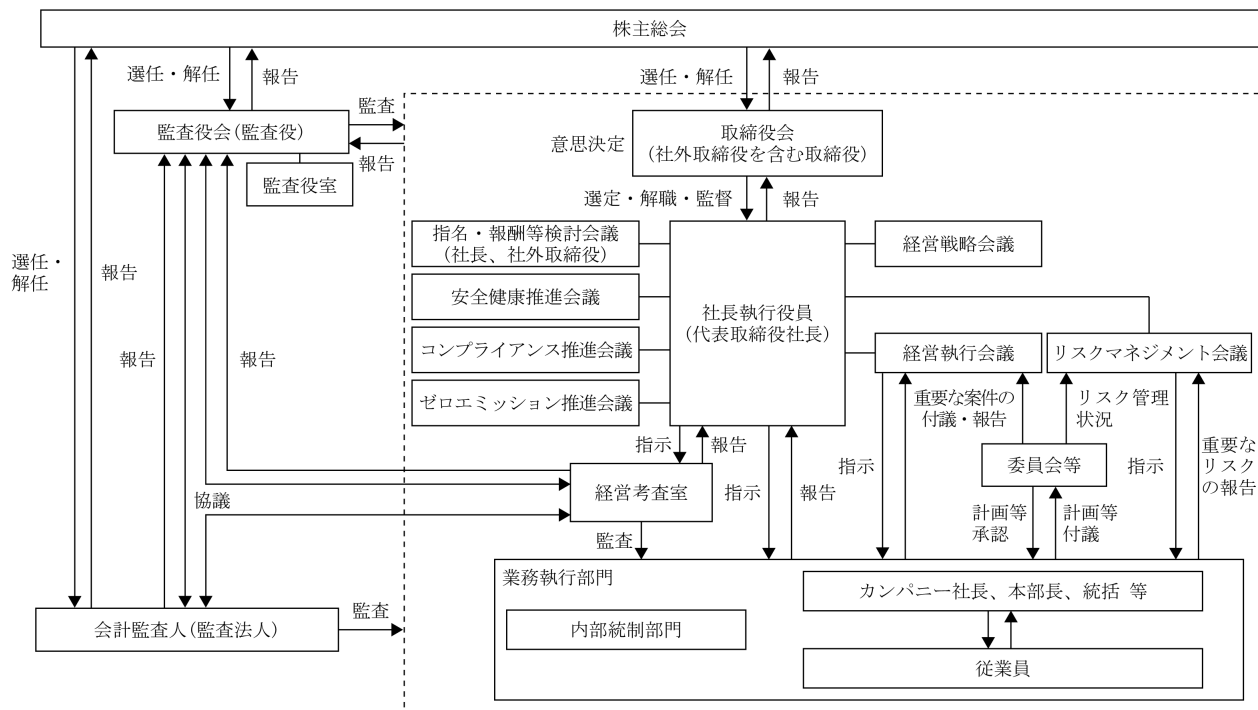 株主総会
選任・解任
報告
選任・解任
報告
監査
監査役会(監査役)
報告
監査役室
意思決定
取締役会
(社外取締役を含む取締役)
選定・解職・監督
報告
指名・報酬等検討会議
(社長、社外取締役)
経営戦略会議
安全健康推進会議
社長執行役員
(代表取締役社長)
コンプライアンス推進会議
経営執行会議
リスクマネジメント会議
ゼロエミッション推進会議
選任・
解任
報告
報告
報告
重要な案件の
付議・報告
リスク管理
状況
指示
報告
委員会等
重要な
リスク
の報告
経営考査室
指示
報告
指示
指示
協議
計画等
承認
計画等
付議
監査
業務執行部門
カンパニー社長、本部長、統括 等
会計監査人(監査法人)
監査
内部統制部門
従業員